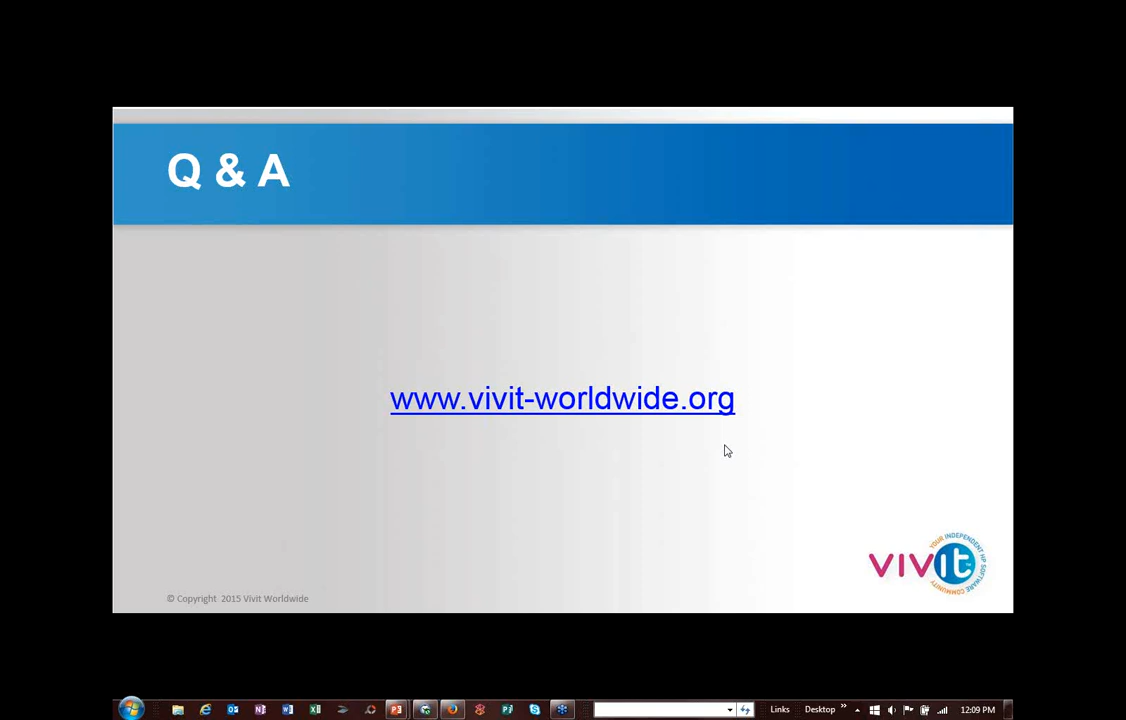 Q & A
www.vivit-worldwide.org
vivit
YOUR INDEPENDENT HP SOFTWARE COMMUNITY
© Copyright 2015 Vivit Worldwide
Links
Desktop
12:09 PM